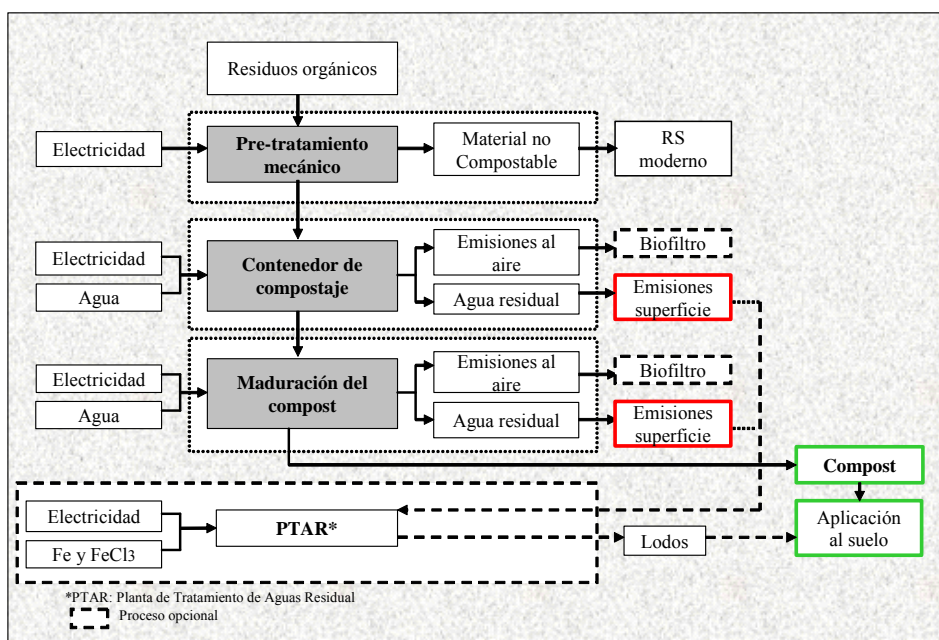 Residuos orgánicos
Electricidad
Pre-tratamiento
mecánico
Material no
Compostable
RS
moderno
Electricidad
Agua
Contenedor de
compostaje
Emisiones al
aire
Agua residual
Biofiltro
Emisiones
superficie
Electricidad
Agua
Maduración del
compost
Emisiones al
aire
Agua residual
Biofiltro
Emisiones
superficie
Compost
Aplicación
al suelo
Electricidad
Fe y FeCl3
PTAR*
Lodos
*PTAR: Planta de Tratamiento de Aguas Residual
Proceso opcional